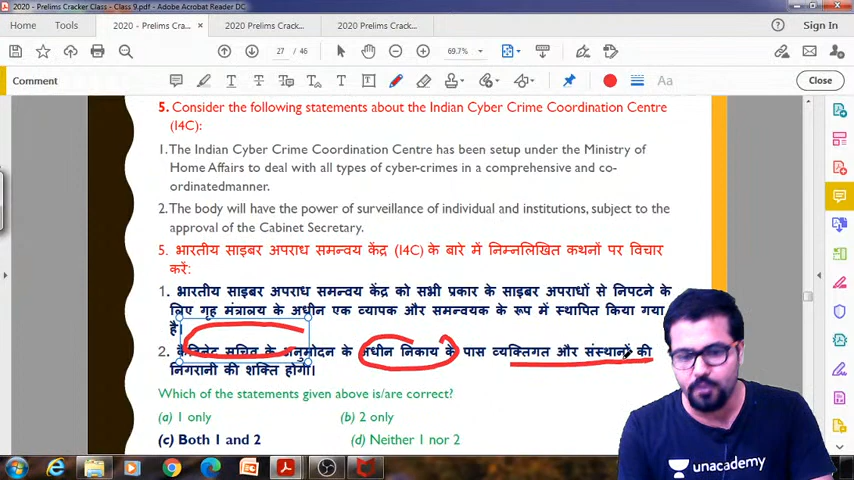 2020 - Prelims Cracker Class - Class 9.pdf - Adobe Acrobat Reader DC
Home Tools 2020 - Prelims Cra... × 2020 - Prelims Crack... 2020 - Prelims Crack... Sign In
27 / 46 69.7%
Comment Aa Close
5. Consider the following statements about the Indian Cyber Crime Coordination Centre
(I4C):
1. The Indian Cyber Crime Coordination Centre has been setup under the Ministry of
Home Affairs to deal with all types of cyber-crimes in a comprehensive and co-
ordinatedmanner.
2. The body will have the power of surveillance of individual and institutions, subject to the
approval of the Cabinet Secretary.
5. भारतीय साइबर अपराध समन्वय केंद्र (I4C) के बारे में निम्नलिखित कथनों पर विचार
करें:
1. भारतीय साइबर अपराध समन्वय केंद्र को सभी प्रकार के साइबर अपराधों से निपटने के
लिए गृह मंत्रालय के अधीन एक व्यापक और समन्वयक के रूप में स्थापित किया गया
है।
2. कैबिनेट सचिव के अनुमोदन के अधीन निकाय के पास व्यक्तिगत और संस्थानों की
निगरानी की शक्ति होगी।
Which of the statements given above is/are correct?
(a) 1 only (b) 2 only
(c) Both 1 and 2 (d) Neither 1 nor 2
unacademy